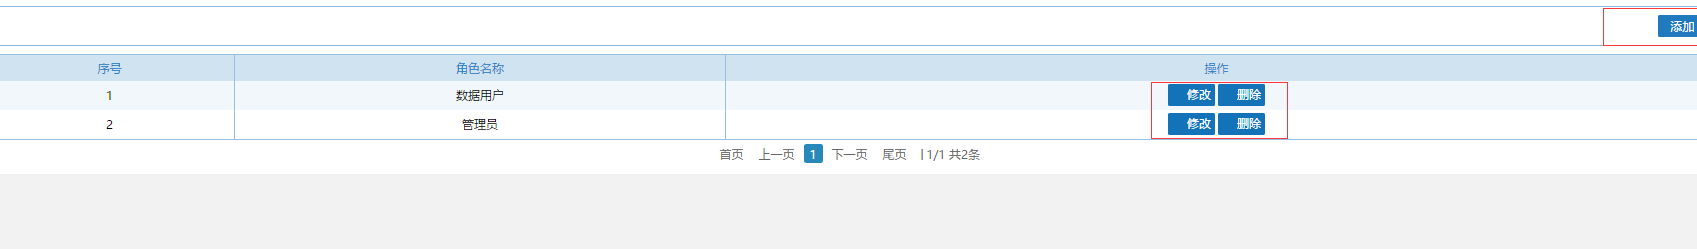 添加
序号 角色名称 操作
1 数据用户 修改 删除
2 管理员 修改 删除
首页 上一页 1 下一页 尾页 | 1/1 共2条